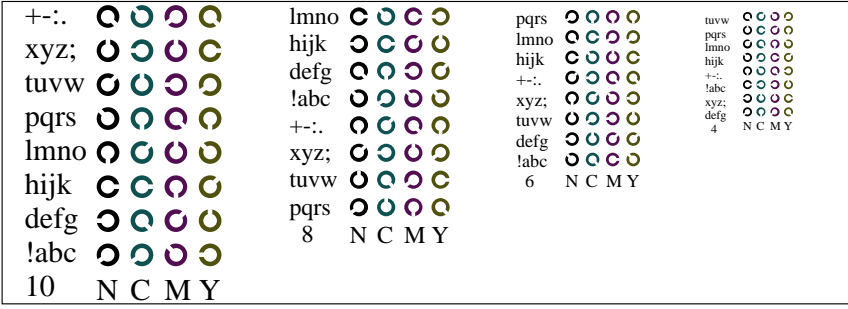 +-:.
xyz;
tuvw
pqrs
lmno
hijk
defg
!abc
10 N C M Y
lmno
hijk
defg
!abc
+-:.
xyz;
tuvw
pqrs
8 N C M Y
pqrs
lmno
hijk
+-:.
xyz;
tuvw
defg
!abc
6 N C M Y
tuvw
pqrs
lmno
hijk
+-:.
!abc
xyz;
defg
4 N C M Y